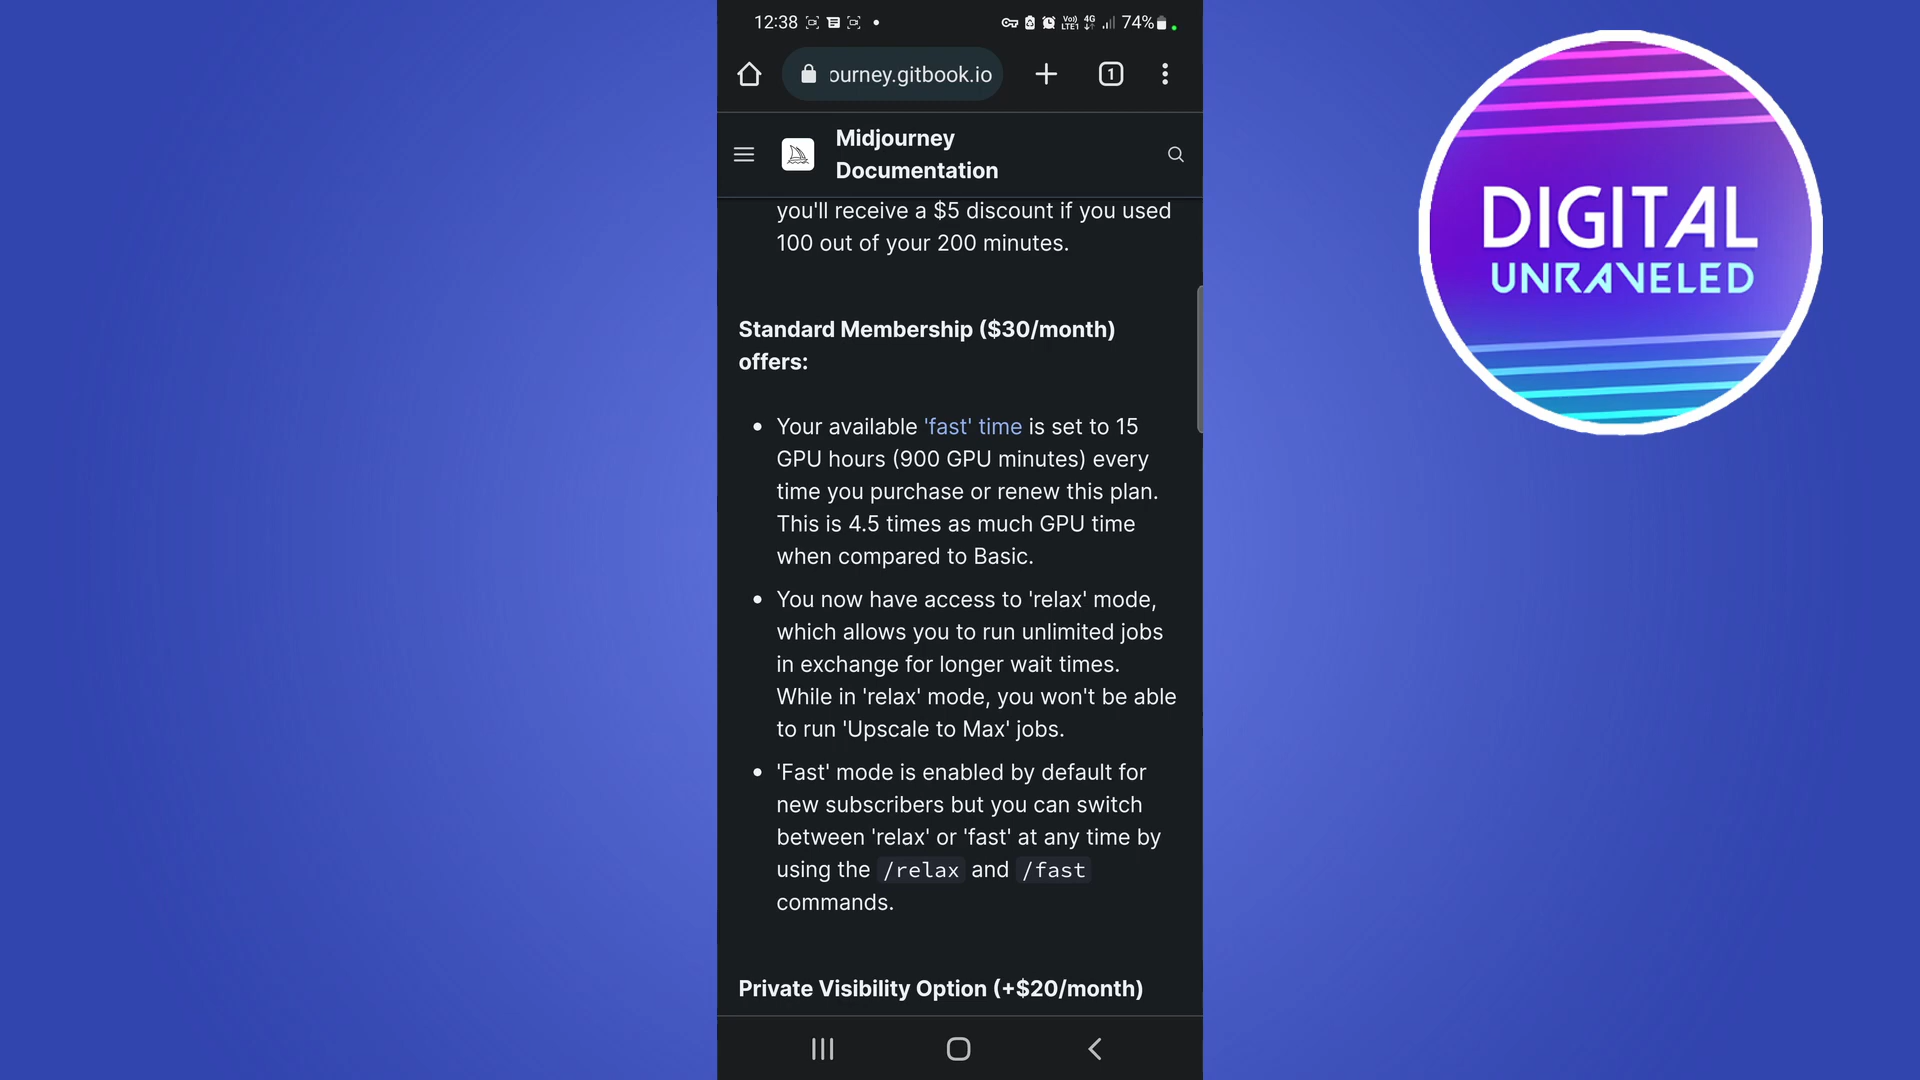 12:38
Vo)) 4G
LTE1
74%
ourney.gitbook.io
1
Midjourney
Documentation
you'll receive a $5 discount if you used
100 out of your 200 minutes.
Standard Membership ($30/month)
offers:
• Your available 'fast' time is set to 15
GPU hours (900 GPU minutes) every
time you purchase or renew this plan.
This is 4.5 times as much GPU time
when compared to Basic.
• You now have access to 'relax' mode,
which allows you to run unlimited jobs
in exchange for longer wait times.
While in 'relax' mode, you won't be able
to run 'Upscale to Max' jobs.
• 'Fast' mode is enabled by default for
new subscribers but you can switch
between 'relax' or 'fast' at any time by
using the /relax and /fast
commands.
Private Visibility Option (+$20/month)
DIGITAL
UNRAVELED